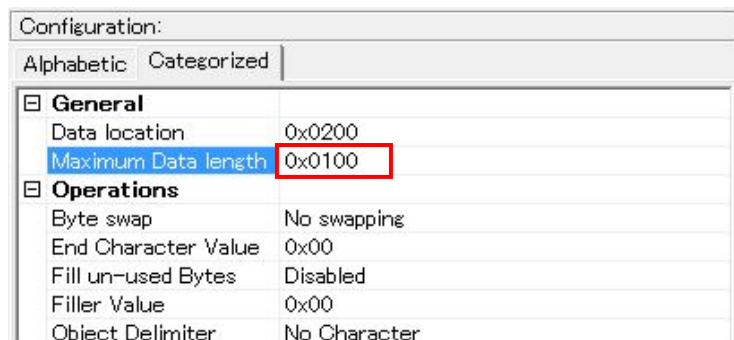 Configuration:
Alphabetic Categorized
General
Data location 0x0200
Maximum Data length 0x0100
Operations
Byte swap No swapping
End Character Value 0x00
Fill un-used Bytes Disabled
Filler Value 0x00
Object Delimiter No Character